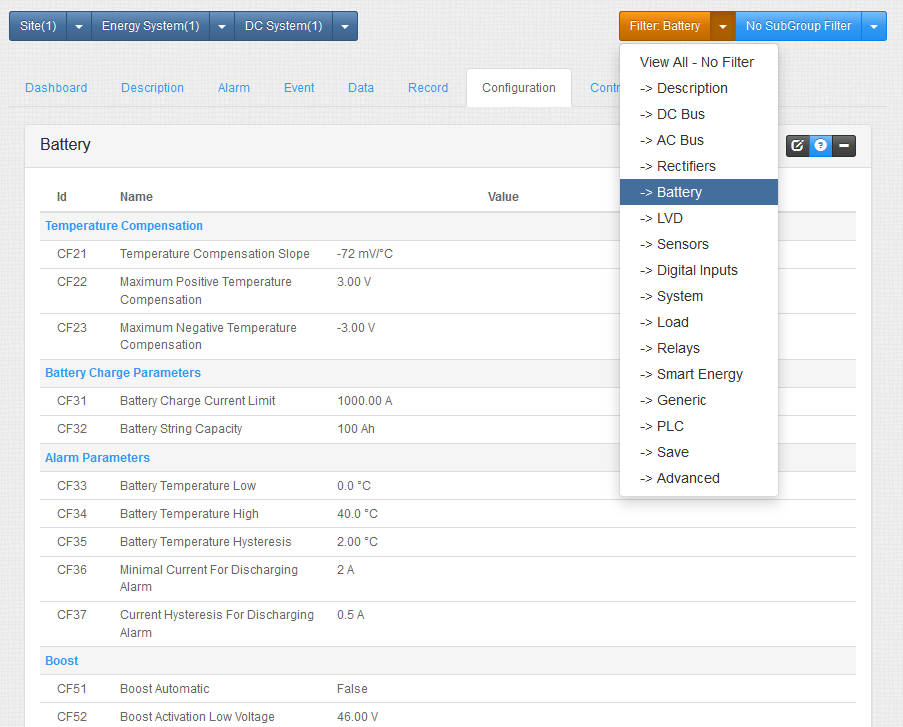 Site(1) Energy System(1) DC System(1) Filter: Battery No SubGroup Filter
Dashboard Description Alarm Event Data Record Configuration Contr
View All - No Filter
-> Description
-> DC Bus
-> AC Bus
-> Rectifiers
-> Battery
-> LVD
-> Sensors
-> Digital Inputs
-> System
-> Load
-> Relays
-> Smart Energy
-> Generic
-> PLC
-> Save
-> Advanced
Battery
Id Name Value
Temperature Compensation
CF21 Temperature Compensation Slope -72 mV/°C
CF22 Maximum Positive Temperature 3.00 V
Compensation
CF23 Maximum Negative Temperature -3.00 V
Compensation
Battery Charge Parameters
CF31 Battery Charge Current Limit 1000.00 A
CF32 Battery String Capacity 100 Ah
Alarm Parameters
CF33 Battery Temperature Low 0.0 °C
CF34 Battery Temperature High 40.0 °C
CF35 Battery Temperature Hysteresis 2.00 °C
CF36 Minimal Current For Discharging 2 A
Alarm
CF37 Current Hysteresis For Discharging 0.5 A
Alarm
Boost
CF51 Boost Automatic False
CF52 Boost Activation Low Voltage 46.00 V